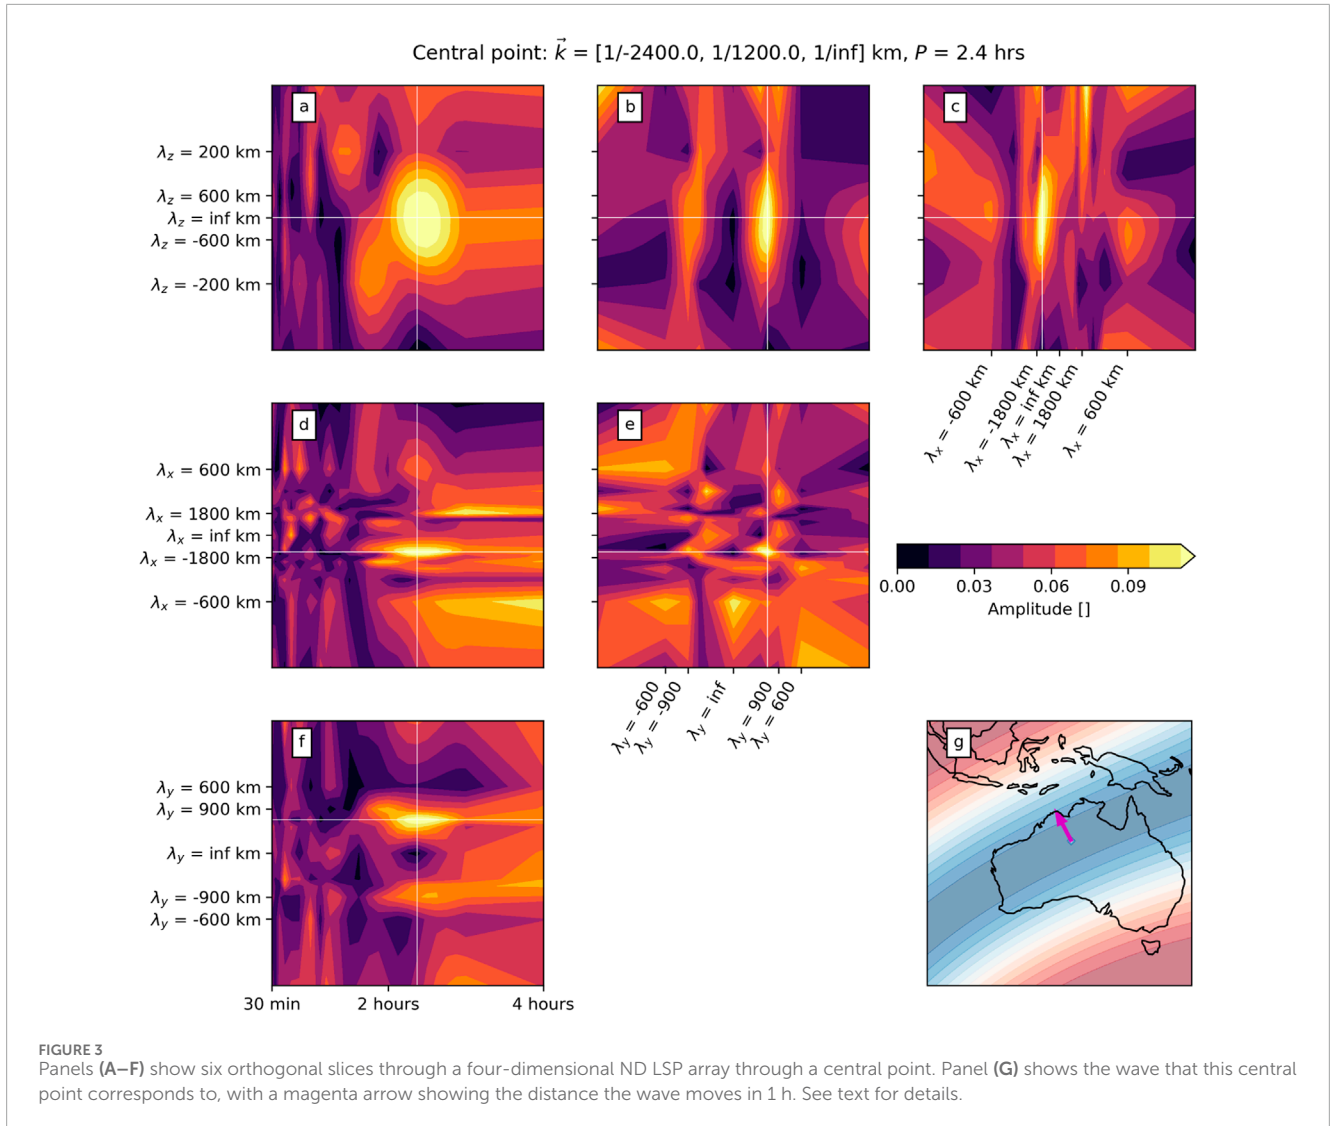 Central point: k⃗ = [1/-2400.0, 1/1200.0, 1/inf] km, P = 2.4 hrs
a
b
c
λz = 200 km
λz = 600 km
λz = inf km
λz = -600 km
λz = -200 km
λx = -600 km
λx = -1800 km
λx = inf km
λx = 1800 km
λx = 600 km
d
e
λx = 600 km
λx = 1800 km
λx = inf km
λx = -1800 km
λx = -600 km
0.00 0.03 0.06 0.09
Amplitude []
λy = -600
λy = -900
λy = inf
λy = 900
λy = 600
f
g
λy = 600 km
λy = 900 km
λy = inf km
λy = -900 km
λy = -600 km
30 min 2 hours 4 hours
FIGURE 3
Panels (A–F) show six orthogonal slices through a four-dimensional ND LSP array through a central point. Panel (G) shows the wave that this central
point corresponds to, with a magenta arrow showing the distance the wave moves in 1 h. See text for details.